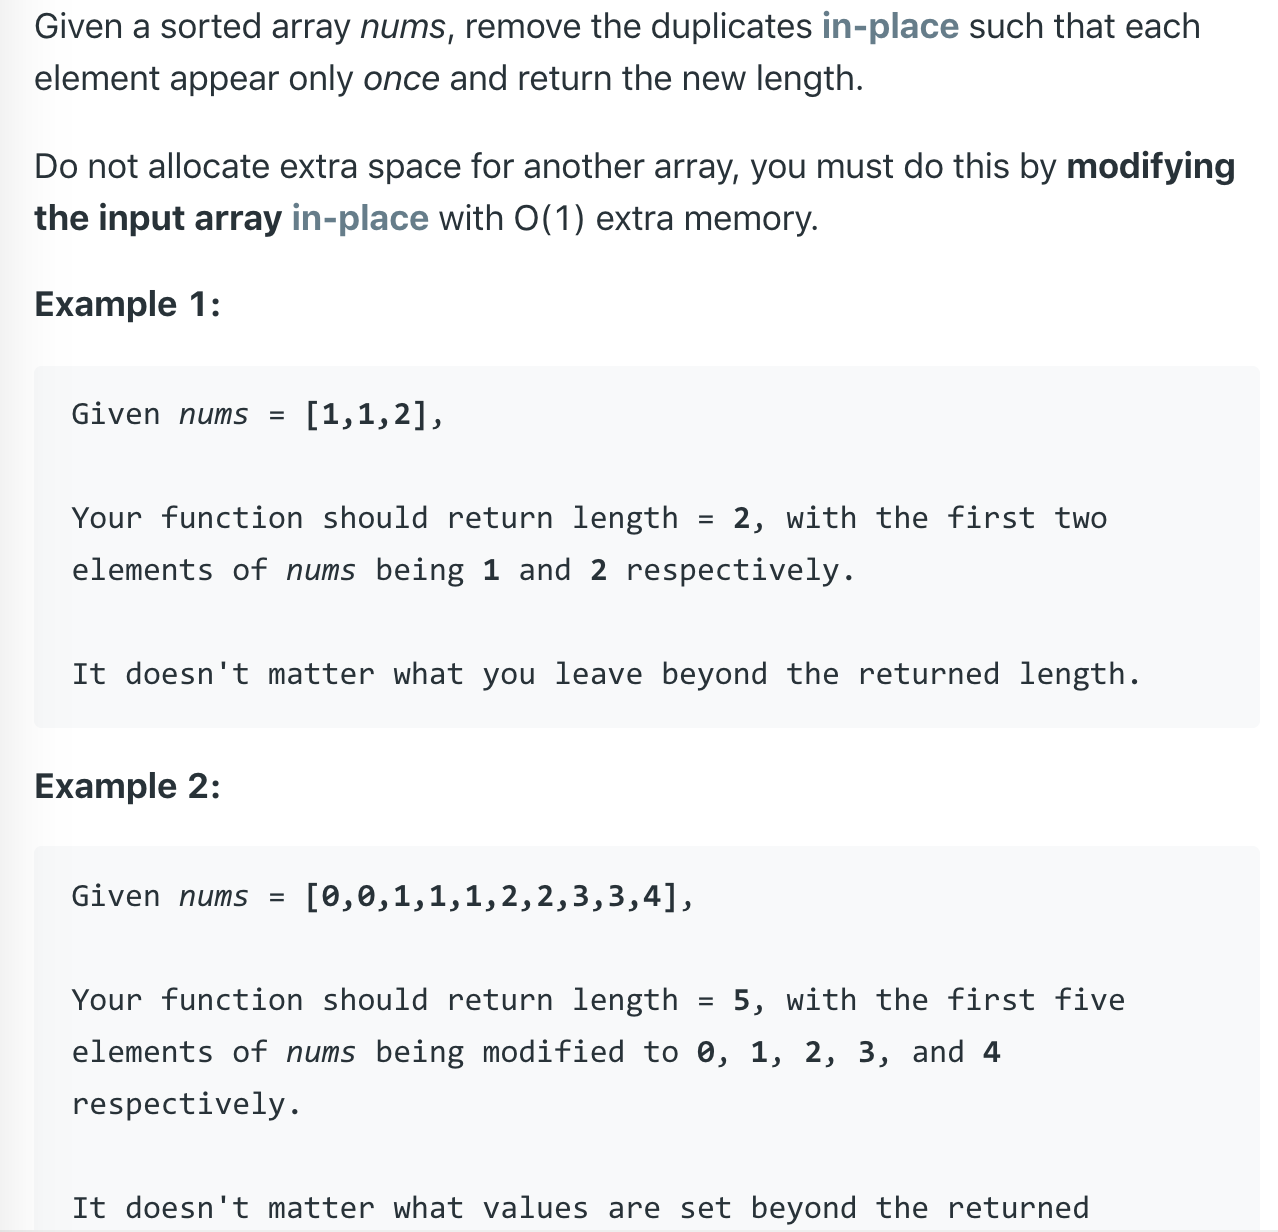 Given a sorted array nums, remove the duplicates in-place such that each
element appear only once and return the new length.
Do not allocate extra space for another array, you must do this by modifying
the input array in-place with O(1) extra memory.
Example 1:
Given nums = [1,1,2],
Your function should return length = 2, with the first two
elements of nums being 1 and 2 respectively.
It doesn't matter what you leave beyond the returned length.
Example 2:
Given nums = [0,0,1,1,1,2,2,3,3,4],
Your function should return length = 5, with the first five
elements of nums being modified to 0, 1, 2, 3, and 4
respectively.
It doesn't matter what values are set beyond the returned